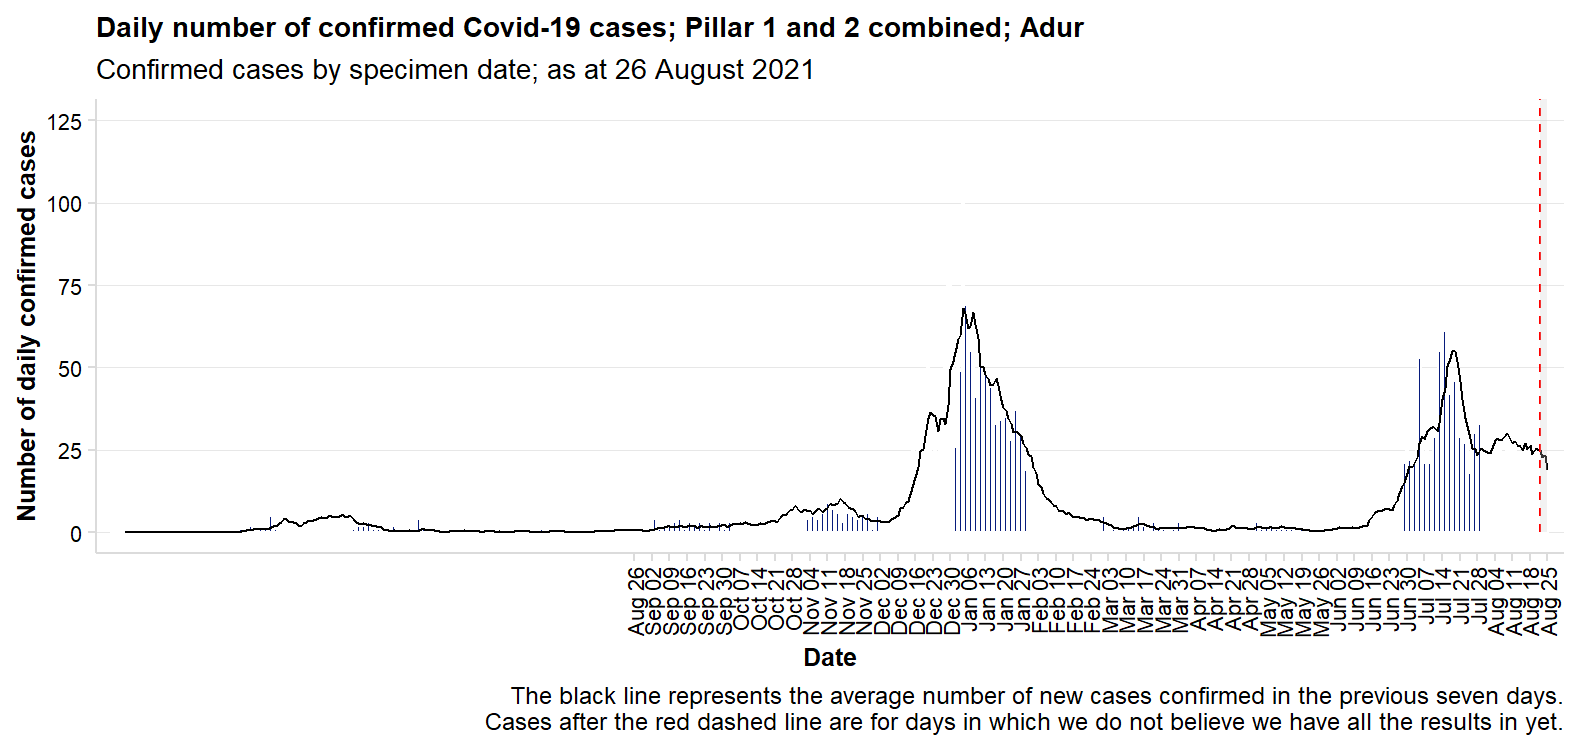 Daily number of confirmed Covid-19 cases; Pillar 1 and 2 combined; Adur
Confirmed cases by specimen date; as at 26 August 2021
Number of daily confirmed cases
125
100
75
50
25
0
Aug 26
Sep 02
Sep 09
Sep 16
Sep 23
Sep 30
Oct 07
Oct 14
Oct 21
Oct 28
Nov 04
Nov 11
Nov 18
Nov 25
Dec 02
Dec 09
Dec 16
Dec 23
Dec 30
Jan 06
Jan 13
Jan 20
Jan 27
Feb 03
Feb 10
Feb 17
Feb 24
Mar 03
Mar 10
Mar 17
Mar 24
Mar 31
Apr 07
Apr 14
Apr 21
Apr 28
May 05
May 12
May 19
May 26
Jun 02
Jun 09
Jun 16
Jun 23
Jun 30
Jul 07
Jul 14
Jul 21
Jul 28
Aug 04
Aug 11
Aug 18
Aug 25
Date
The black line represents the average number of new cases confirmed in the previous seven days.
Cases after the red dashed line are for days in which we do not believe we have all the results in yet.